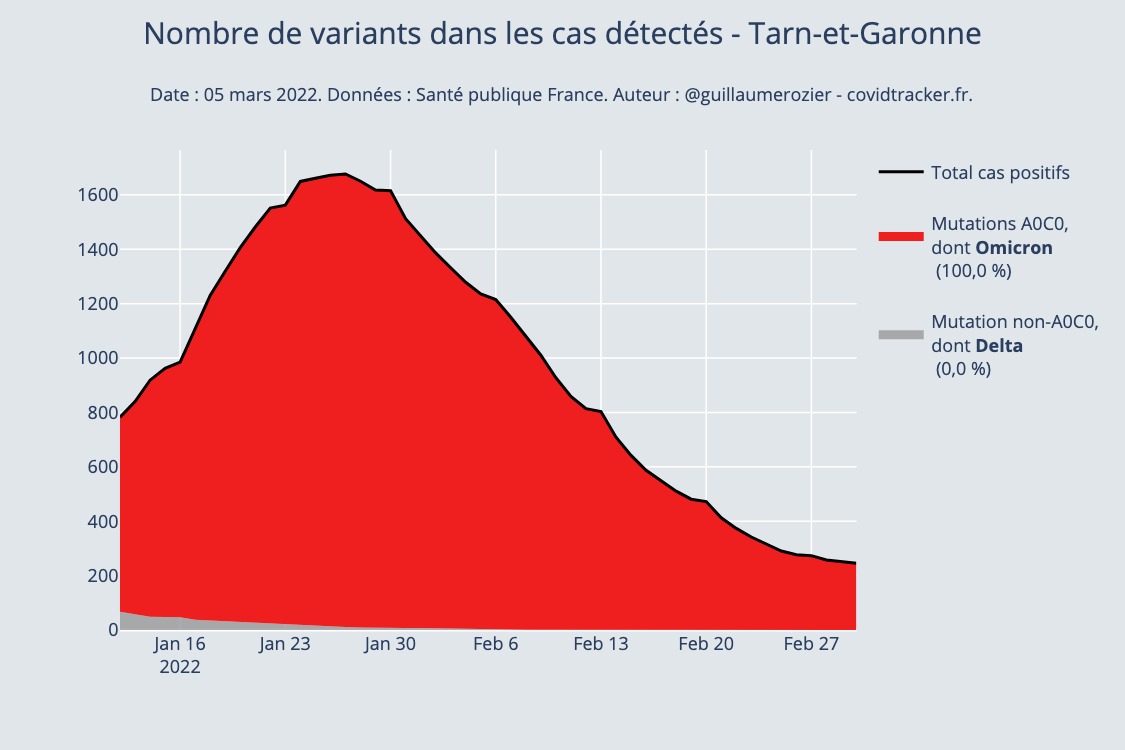 Nombre de variants dans les cas détectés - Tarn-et-Garonne
Date : 05 mars 2022. Données : Santé publique France. Auteur : @guillaumerozier - covidtracker.fr.
Total cas positifs
Mutations A0C0,
dont Omicron
(100,0 %)
Mutation non-A0C0,
dont Delta
(0,0 %)
1600
1400
1200
1000
800
600
400
200
0
Jan 16 Jan 23 Jan 30 Feb 6 Feb 13 Feb 20 Feb 27
2022